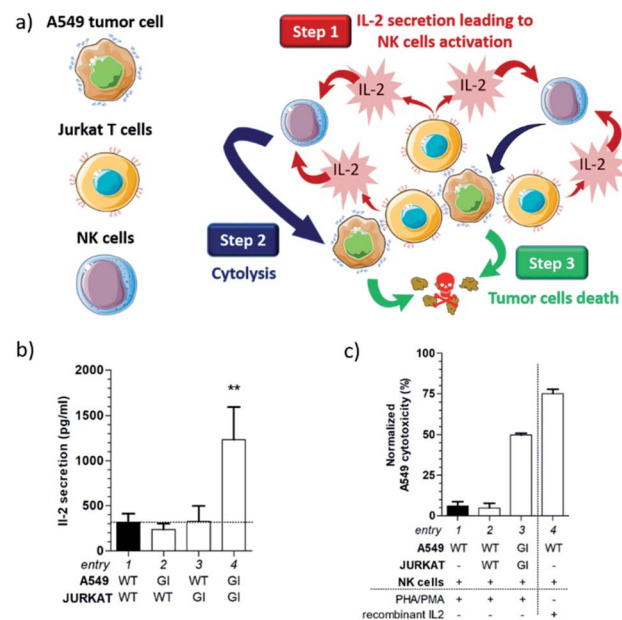 a)
A549 tumor cell
Jurkat T cells
NK cells
Step 1
IL-2 secretion leading to
NK cells activation
IL-2
IL-2
IL-2
IL-2
Step 2
Cytolysis
Step 3
Tumor cells death
b)
Il-2 secretion (pg/ml)
2000
1500
1000
500
0
**
entry 1 2 3 4
A549 WT GI WT GI
JURKAT WT WT GI GI
c)
Normalized
A549 cytotoxicity (%)
100
75
50
25
0
entry 1 2 3 4
A549 WT WT GI WT
JURKAT - WT GI -
NK cells + + + +
PHA/PMA + + + -
recombinant IL2 - - - +